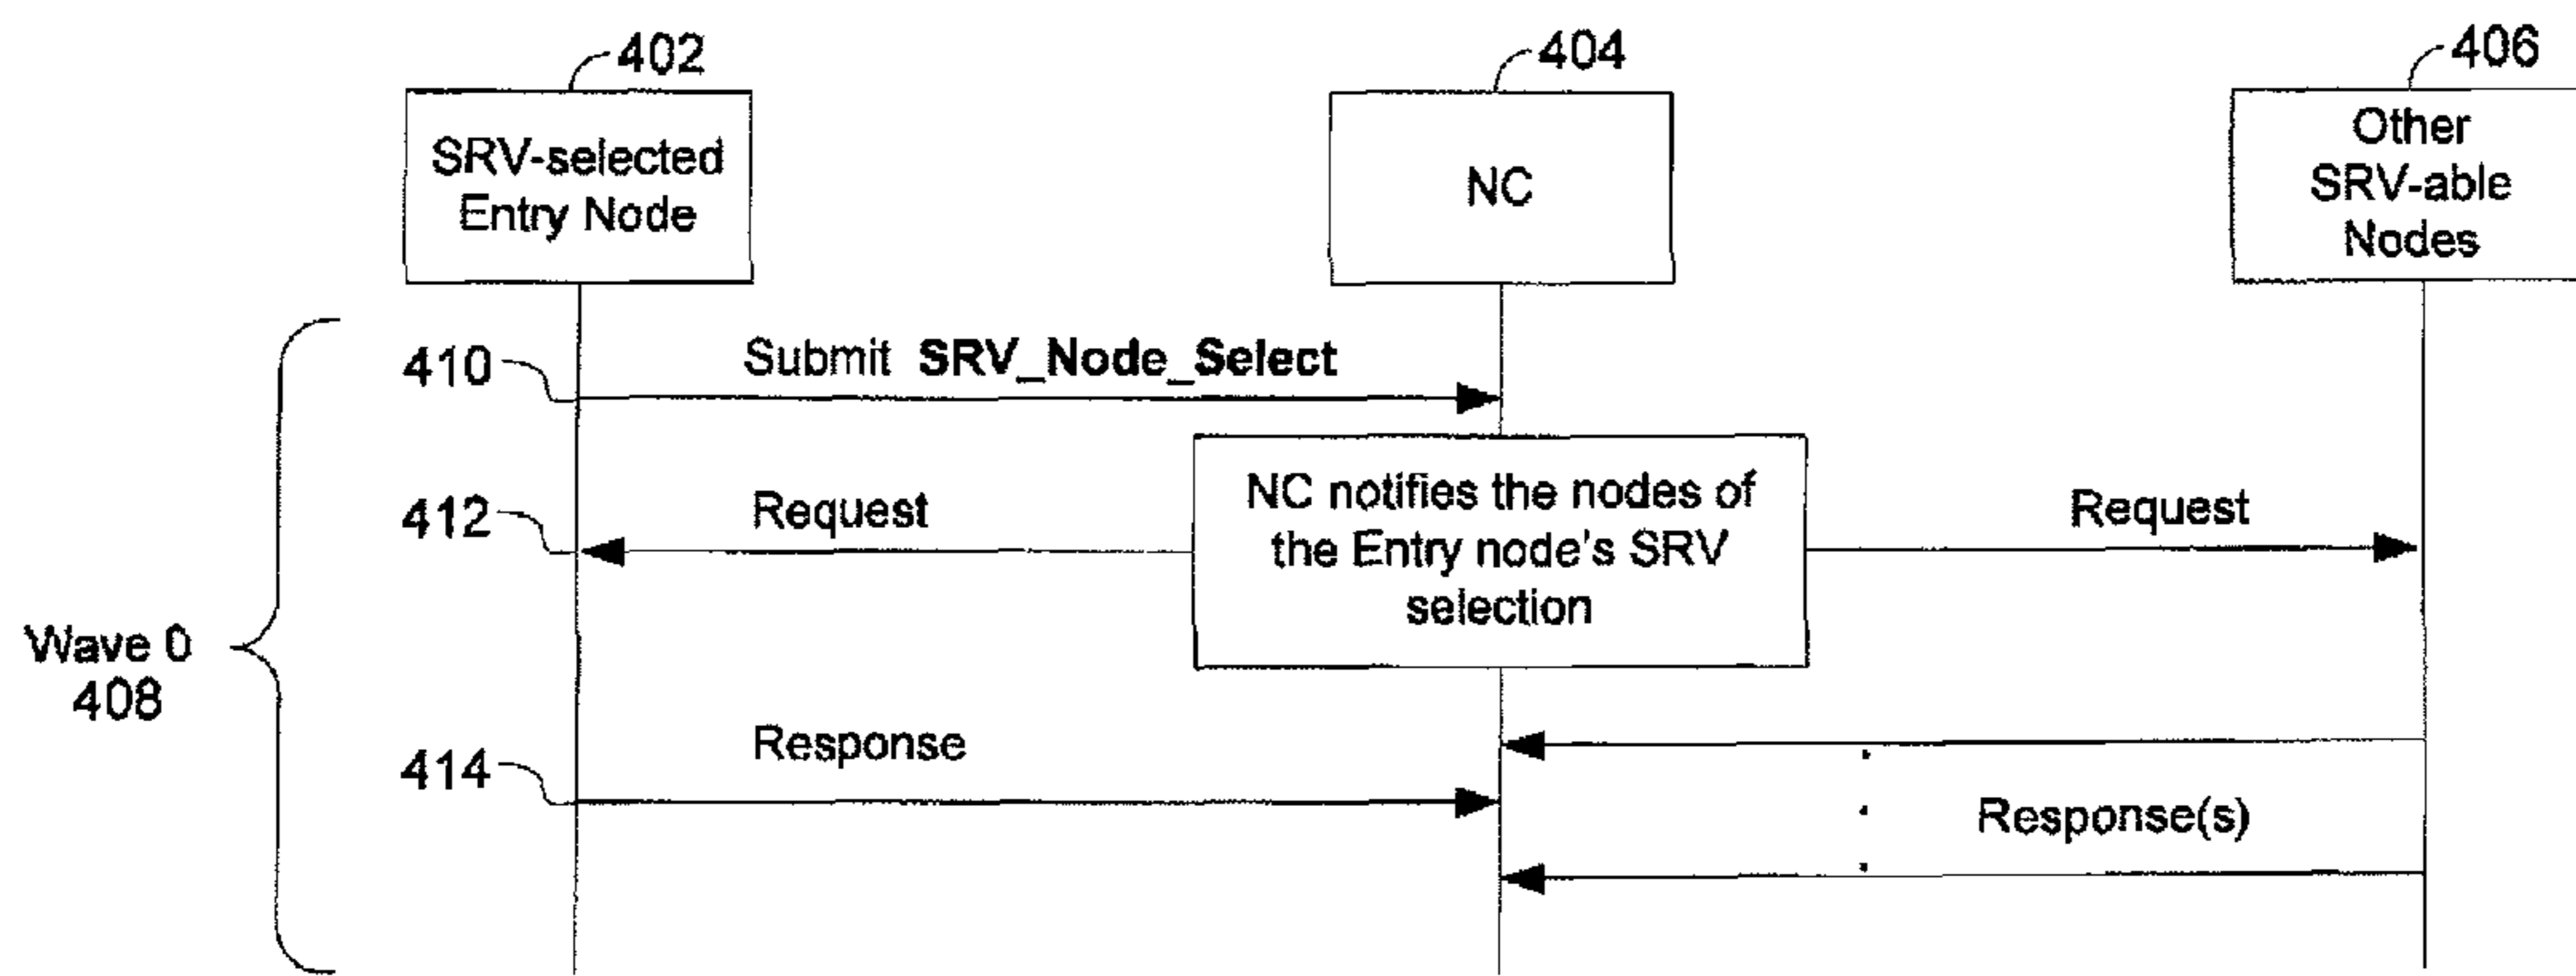 402
404
406
SRV-selected
Entry Node
NC
Other
SRV-able
Nodes
410
Submit SRV_Node_Select
412
Request
NC notifies the nodes of
the Entry node's SRV
selection
Request
Wave 0
408
414
Response
Response(s)